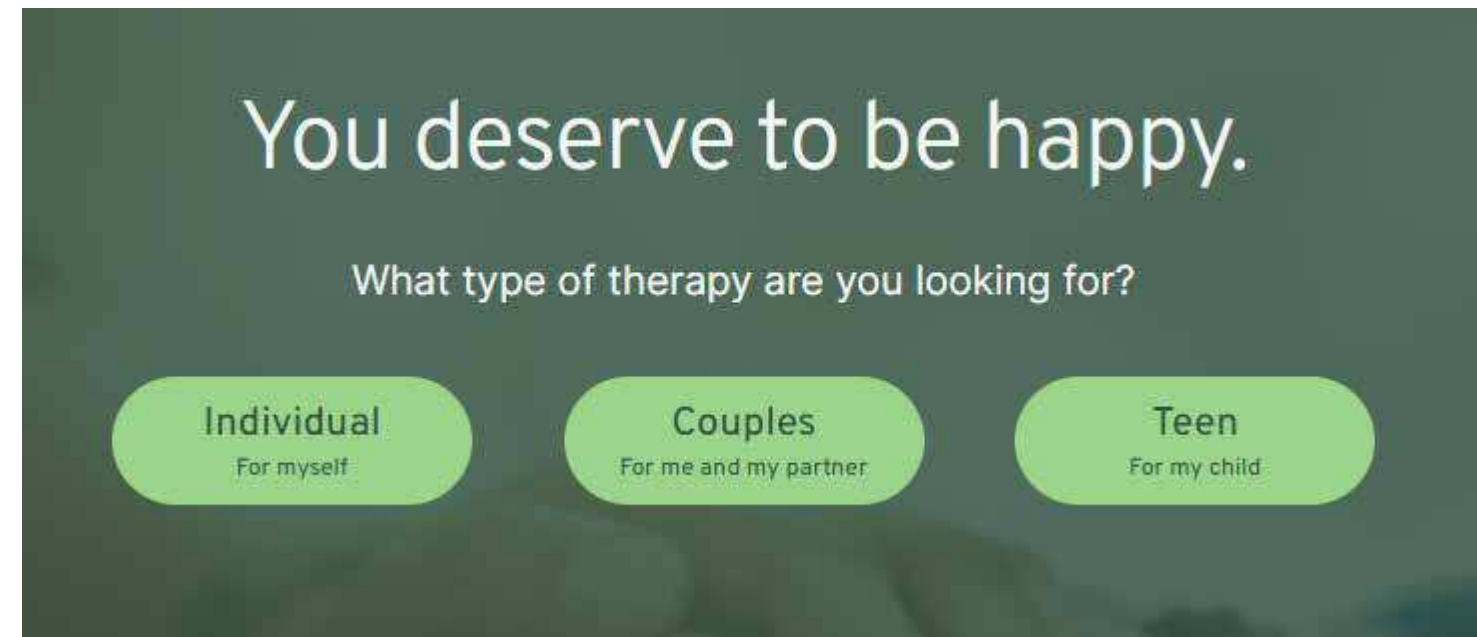 You deserve to be happy.
What type of therapy are you looking for?
Individual
For myself
Couples
For me and my partner
Teen
For my child